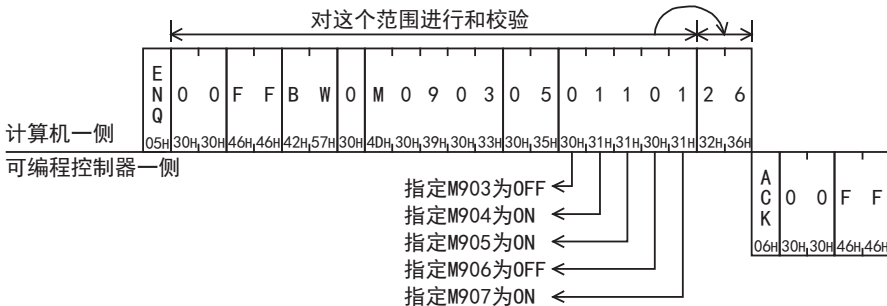 对这个范围进行和校验
ENQ 0 0 F F B W 0 M 0 9 0 3 0 5 0 1 1 0 1 2 6
计算机一侧
05H 30H 30H 46H 46H 42H 57H 30H 4DH 30H 39H 30H 33H 30H 35H 30H 31H 31H 30H 31H 32H 36H
可编程控制器一侧
指定M903为OFF
指定M904为ON
指定M905为ON
指定M906为OFF
指定M907为ON
ACK 0 0 F F
06H 30H 30H 46H 46H